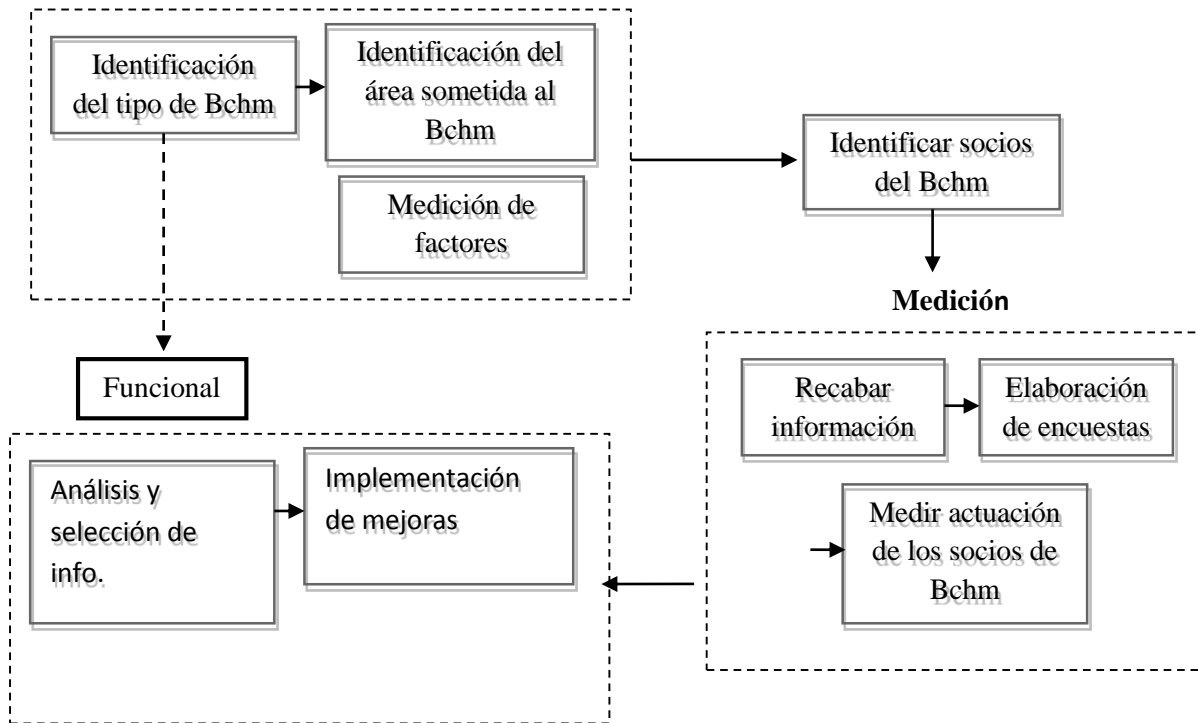 Identificación
del tipo de Bchm
Identificación del
área sometida al
Bchm
Medición de
factores
Identificar socios
del Bchm
Medición
Funcional
Recabar
información
Elaboración
de encuestas
Medir actuación
de los socios de
Bchm
Análisis y
selección de
info.
Implementación
de mejoras